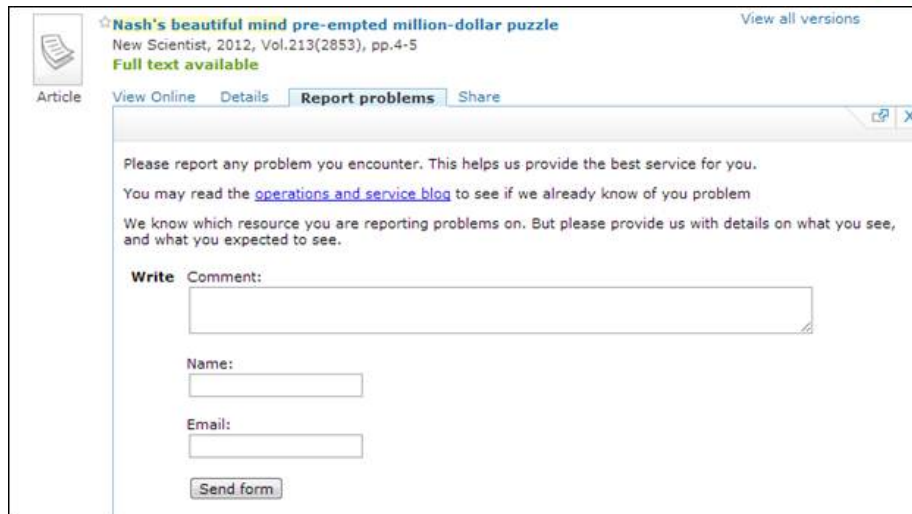 Nash's beautiful mind pre-empted million-dollar puzzle
View all versions
New Scientist, 2012, Vol.213(2853), pp.4-5
Full text available
Article
View Online Details Report problems Share
X
Please report any problem you encounter. This helps us provide the best service for you.
You may read the operations and service blog to see if we already know of you problem
We know which resource you are reporting problems on. But please provide us with details on what you see,
and what you expected to see.
Write Comment:
Name:
Email:
Send form